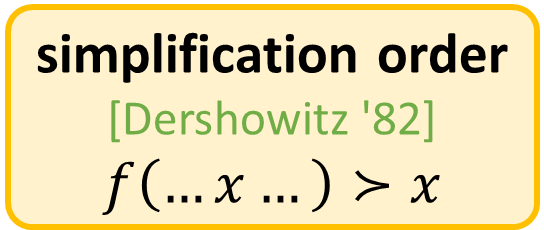 simplification order
[Dershowitz '82]
f(… x …) ≻ x